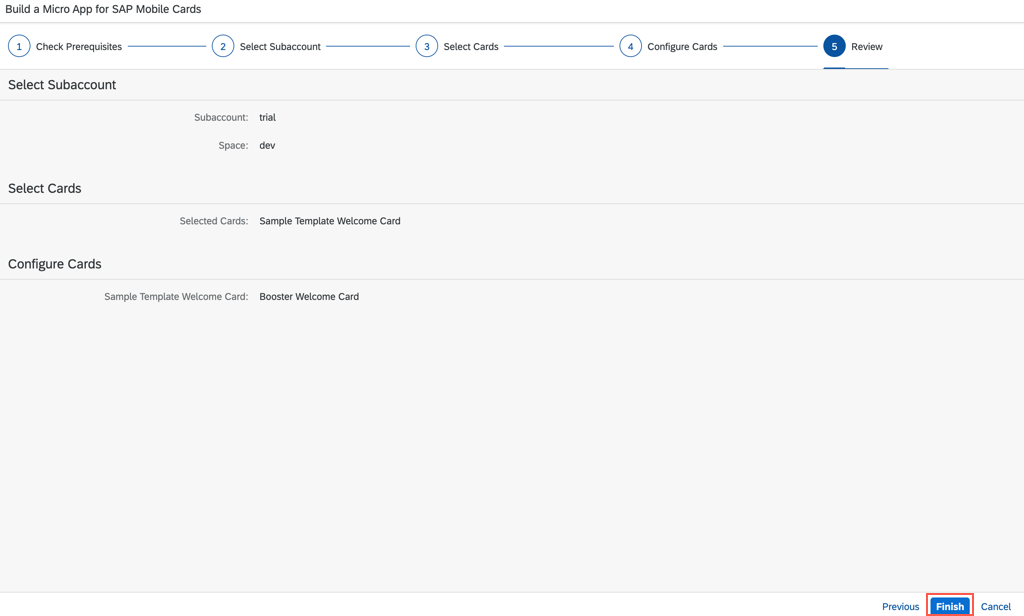 Build a Micro App for SAP Mobile Cards
1 Check Prerequisites 2 Select Subaccount 3 Select Cards 4 Configure Cards 5 Review
Select Subaccount
Subaccount: trial
Space: dev
Select Cards
Selected Cards: Sample Template Welcome Card
Configure Cards
Sample Template Welcome Card: Booster Welcome Card
Previous Finish Cancel